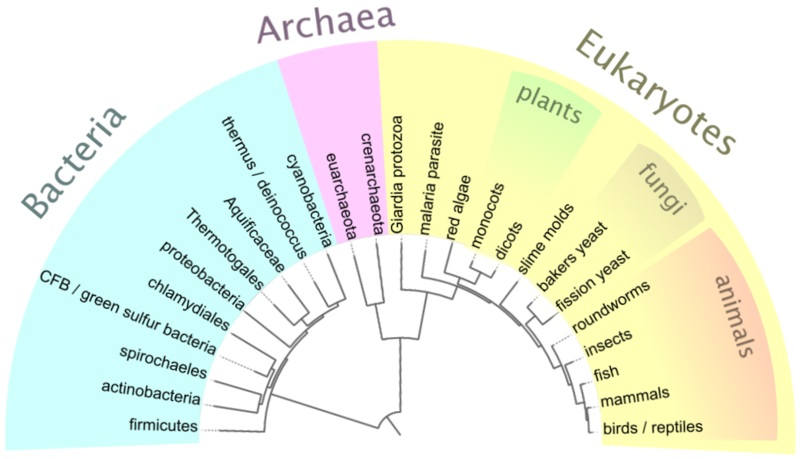 Archaea
Bacteria
Eukaryotes
plants
fungi
animals
firmicutes
actinobacteria
spirochaeles
CFB / green sulfur bacteria
chlamydiales
proteobacteria
Thermotogales
Aquificaceae
thermus / deinococcus
cyanobacteria
euarchaeota
crenarchaeota
Giardia protozoa
malaria parasite
red algae
monocots
dicots
slime molds
bakers yeast
fission yeast
roundworms
insects
fish
mammals
birds / reptiles